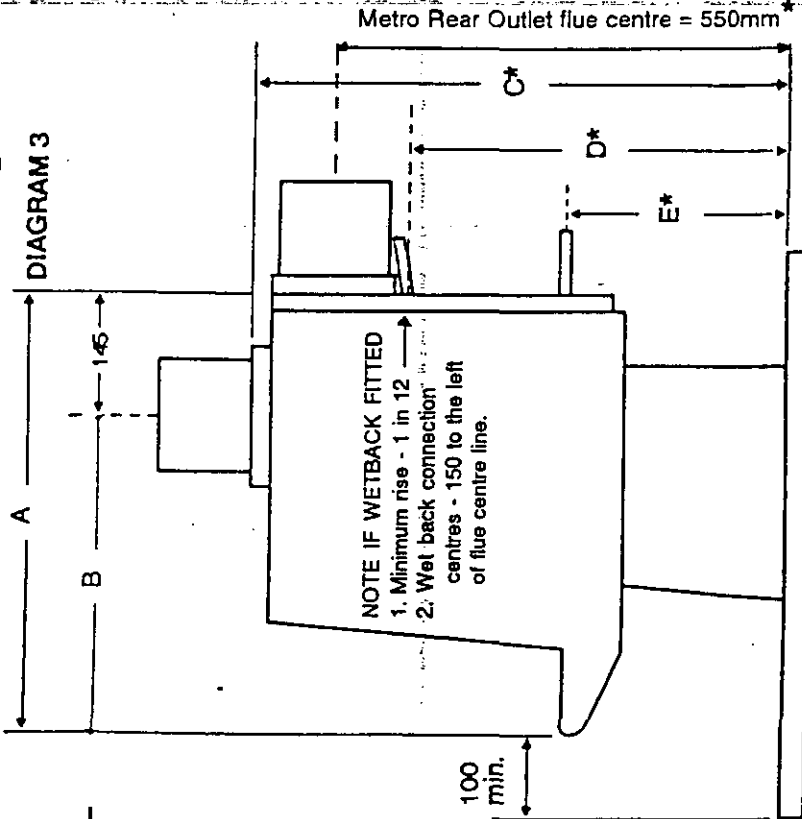 Metro Rear Outlet flue centre = 550mm*
DIAGRAM 3
A
B
145
C*
D*
E*
NOTE IF WETBACK FITTED
1. Minimum rise - 1 in 12
2. Wet back connection
centres - 150 to the left
of flue centre line.
100
min.